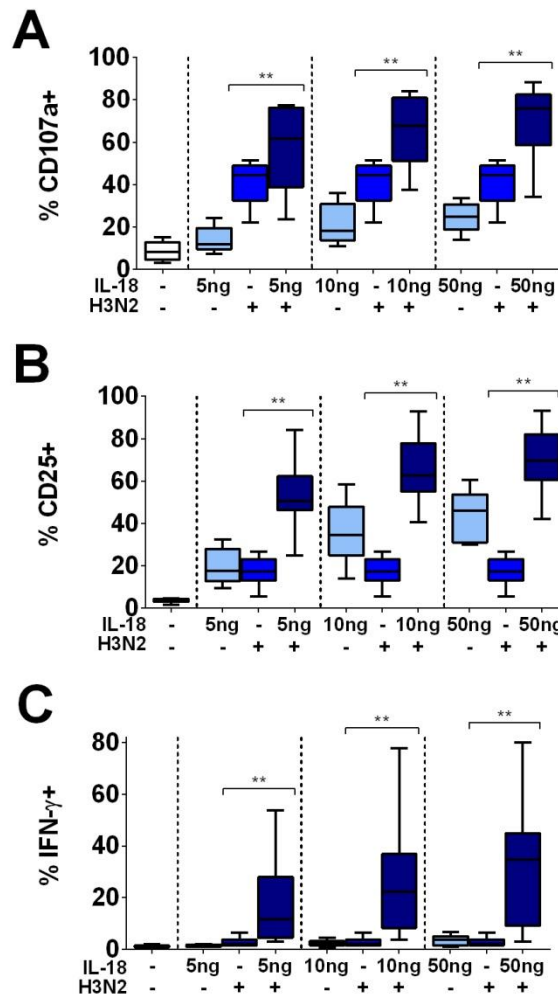 A
% CD107a+
100
80
60
40
20
0
** ** **
IL-18 - 5ng - 5ng 10ng - 10ng 50ng - 50ng
H3N2 - - + + - + + - + +
B
% CD25+
100
80
60
40
20
0
** ** **
IL-18 - 5ng - 5ng 10ng - 10ng 50ng - 50ng
H3N2 - - + + - + + - + +
C
% IFN-γ+
80
60
40
20
0
** ** **
IL-18 - 5ng - 5ng 10ng - 10ng 50ng - 50ng
H3N2 - - + + - + + - + +